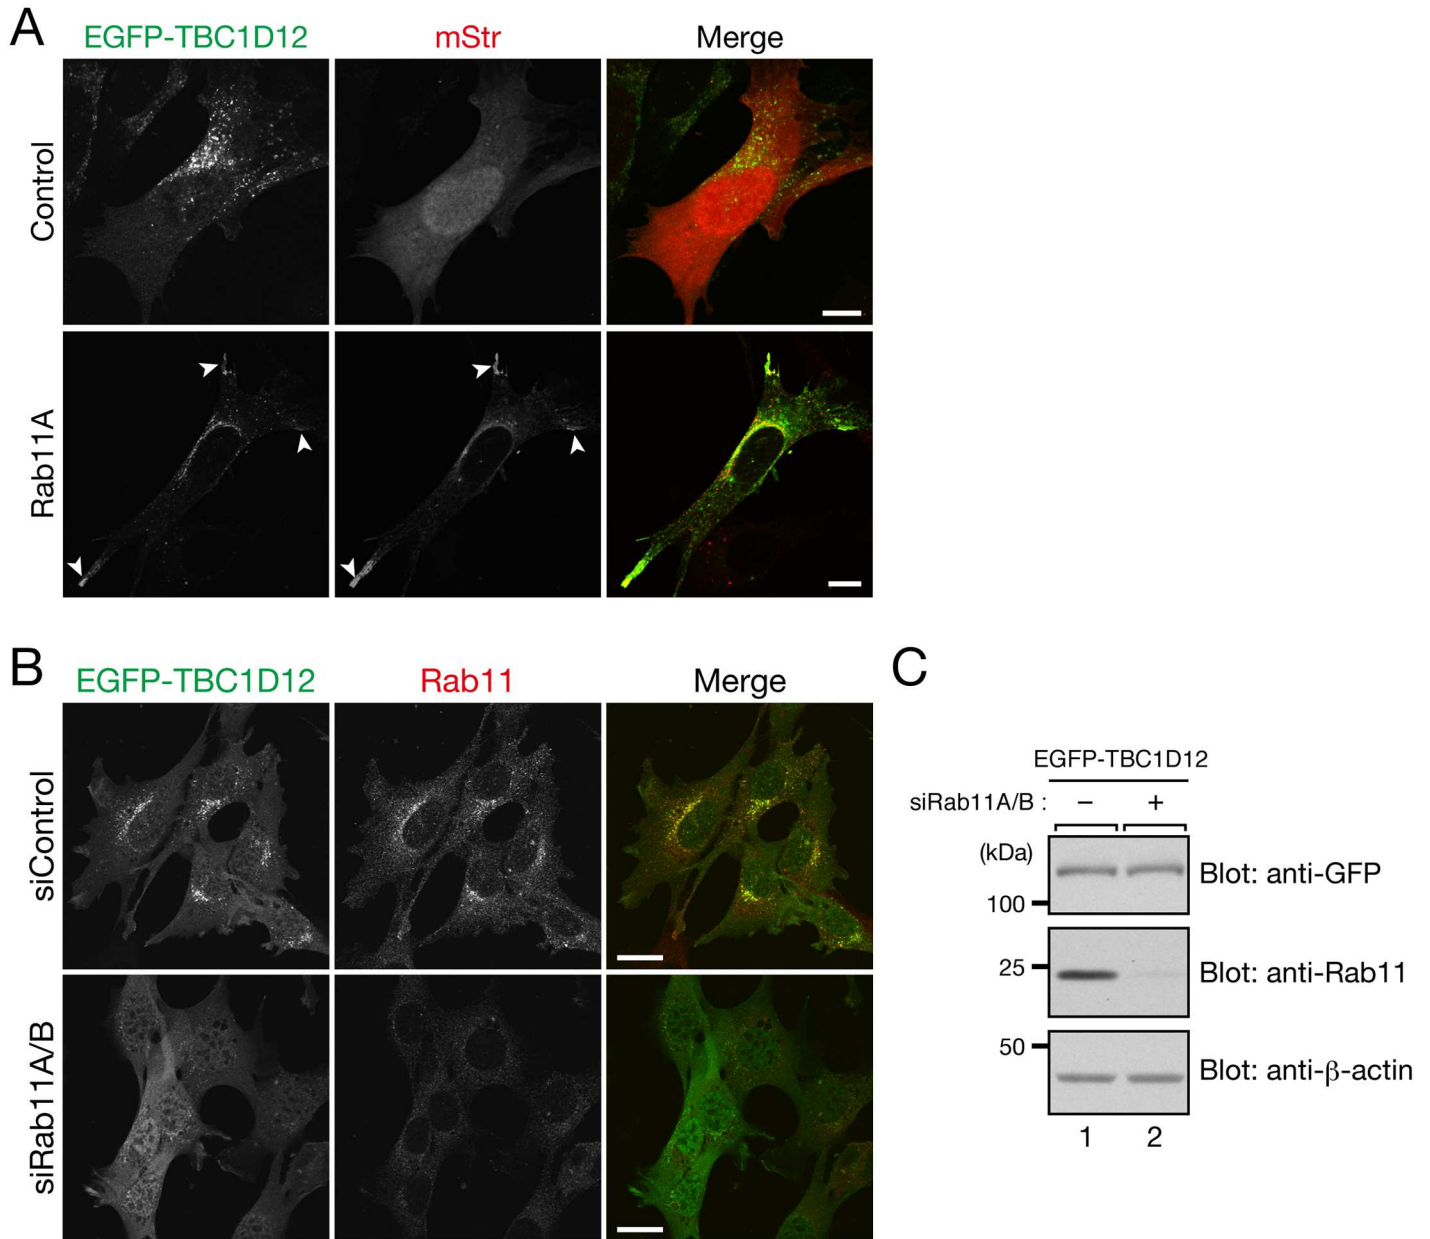 A
EGFP-TBC1D12 mStr Merge
Control
Rab11A
B
EGFP-TBC1D12 Rab11 Merge
siControl
siRab11A/B
C
EGFP-TBC1D12
siRab11A/B : − +
(kDa)
100
Blot: anti-GFP
25
Blot: anti-Rab11
50
Blot: anti-β-actin
1 2